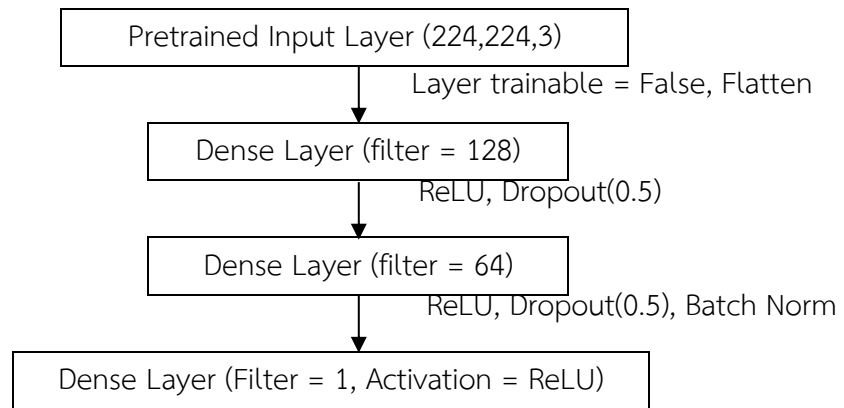 Pretrained Input Layer (224,224,3)
Layer trainable = False, Flatten
Dense Layer (filter = 128)
ReLU, Dropout(0.5)
Dense Layer (filter = 64)
ReLU, Dropout(0.5), Batch Norm
Dense Layer (Filter = 1, Activation = ReLU)